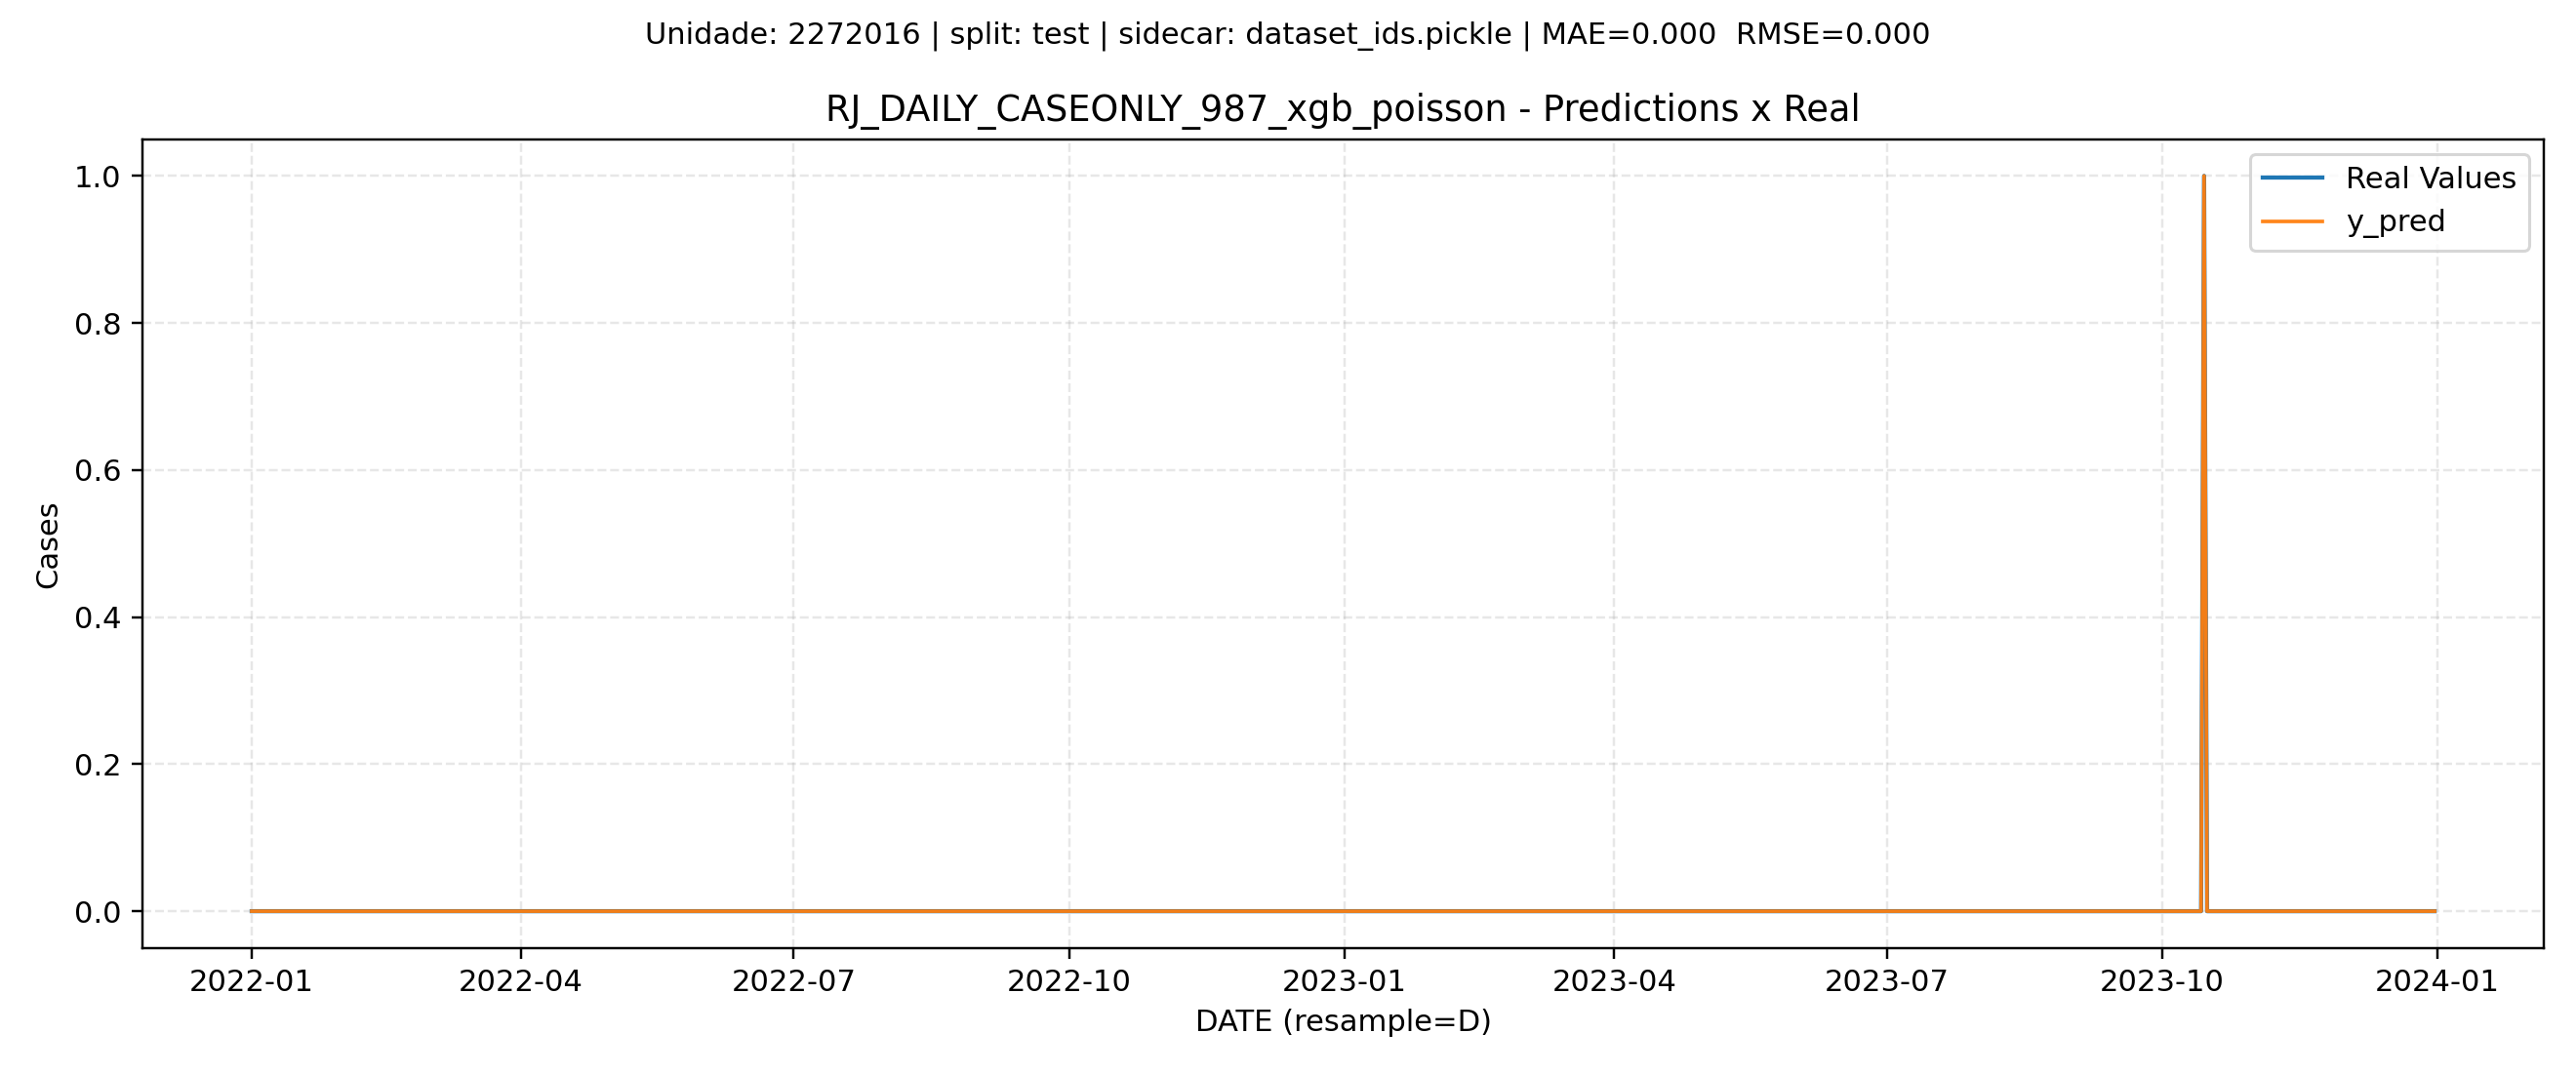 Unidade: 2272016 | split: test | sidecar: dataset_ids.pickle | MAE=0.000  RMSE=0.000
RJ_DAILY_CASEONLY_987_xgb_poisson - Predictions x Real
Real Values
y_pred
1.0
0.8
0.6
0.4
0.2
0.0
Cases
2022-01 2022-04 2022-07 2022-10 2023-01 2023-04 2023-07 2023-10 2024-01
DATE (resample=D)